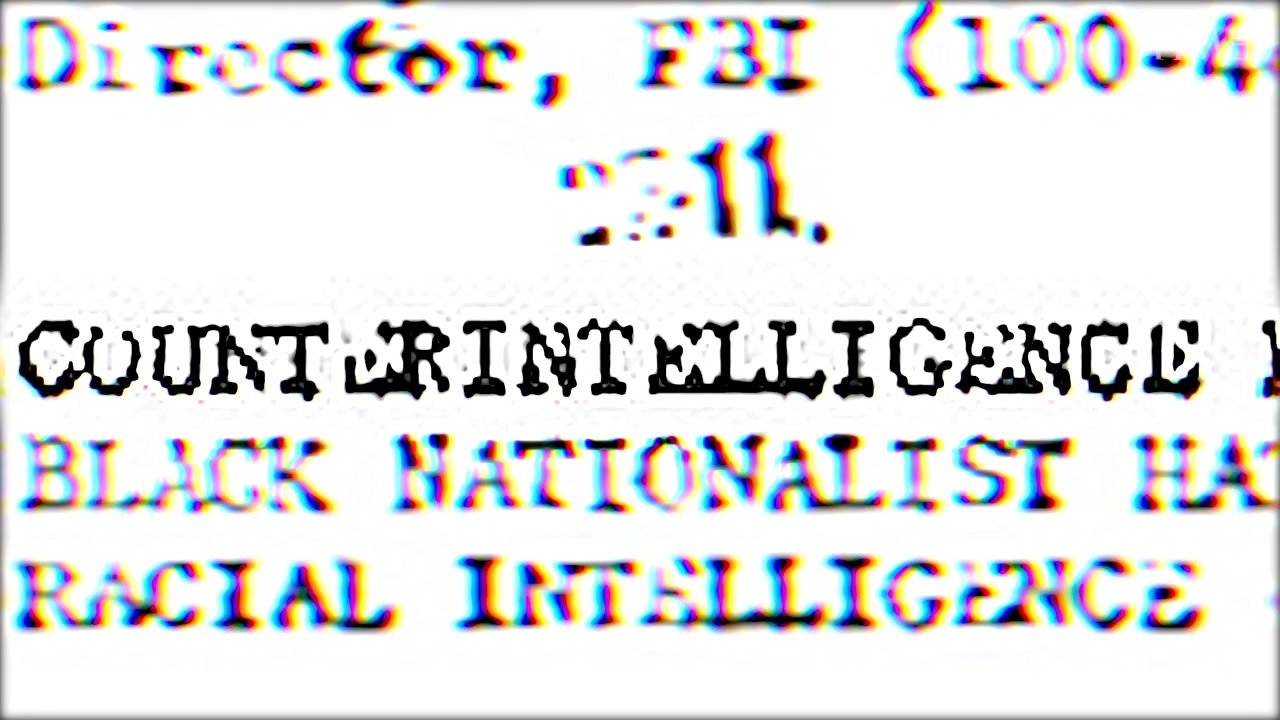 Director, FBI (100-4
COUNTERINTELLIGENCE
BLACK NATIONALIST HA
RACIAL INTELLIGENCE